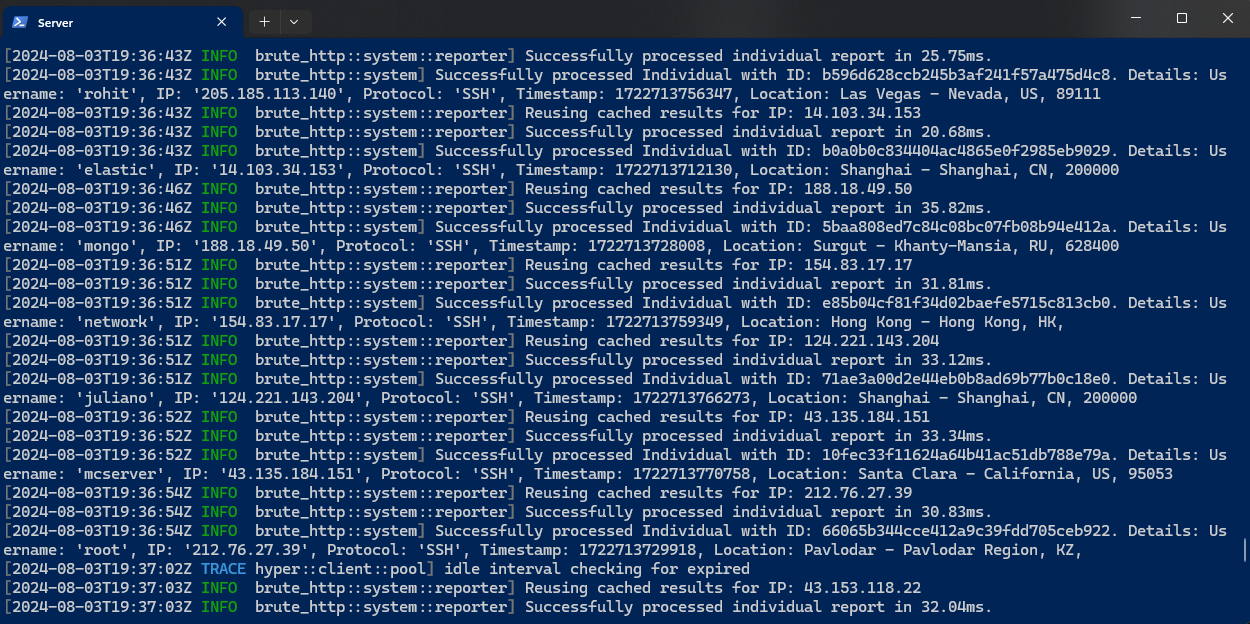 Server
[2024-08-03T19:36:43Z INFO  brute_http::system::reporter] Successfully processed individual report in 25.75ms.
[2024-08-03T19:36:43Z INFO  brute_http::system] Successfully processed Individual with ID: b596d628ccb245b3af241f57a475d4c8. Details: Us
ername: 'rohit', IP: '205.185.113.140', Protocol: 'SSH', Timestamp: 1722713756347, Location: Las Vegas - Nevada, US, 89111
[2024-08-03T19:36:43Z INFO  brute_http::system::reporter] Reusing cached results for IP: 14.103.34.153
[2024-08-03T19:36:43Z INFO  brute_http::system::reporter] Successfully processed individual report in 20.68ms.
[2024-08-03T19:36:43Z INFO  brute_http::system] Successfully processed Individual with ID: b0a0b0c834404ac4865e0f2985eb9029. Details: Us
ername: 'elastic', IP: '14.103.34.153', Protocol: 'SSH', Timestamp: 1722713712130, Location: Shanghai - Shanghai, CN, 200000
[2024-08-03T19:36:46Z INFO  brute_http::system::reporter] Reusing cached results for IP: 188.18.49.50
[2024-08-03T19:36:46Z INFO  brute_http::system::reporter] Successfully processed individual report in 35.82ms.
[2024-08-03T19:36:46Z INFO  brute_http::system] Successfully processed Individual with ID: 5baa808ed7c84c08bc07fb08b94e412a. Details: Us
ername: 'mongo', IP: '188.18.49.50', Protocol: 'SSH', Timestamp: 1722713728008, Location: Surgut - Khanty-Mansia, RU, 628400
[2024-08-03T19:36:51Z INFO  brute_http::system::reporter] Reusing cached results for IP: 154.83.17.17
[2024-08-03T19:36:51Z INFO  brute_http::system::reporter] Successfully processed individual report in 31.81ms.
[2024-08-03T19:36:51Z INFO  brute_http::system] Successfully processed Individual with ID: e85b04cf81f34d02baefe5715c813cb0. Details: Us
ername: 'network', IP: '154.83.17.17', Protocol: 'SSH', Timestamp: 1722713759349, Location: Hong Kong - Hong Kong, HK,
[2024-08-03T19:36:51Z INFO  brute_http::system::reporter] Reusing cached results for IP: 124.221.143.204
[2024-08-03T19:36:51Z INFO  brute_http::system::reporter] Successfully processed individual report in 33.12ms.
[2024-08-03T19:36:51Z INFO  brute_http::system] Successfully processed Individual with ID: 71ae3a00d2e44eb0b8ad69b77b0c18e0. Details: Us
ername: 'juliano', IP: '124.221.143.204', Protocol: 'SSH', Timestamp: 1722713766273, Location: Shanghai - Shanghai, CN, 200000
[2024-08-03T19:36:52Z INFO  brute_http::system::reporter] Reusing cached results for IP: 43.135.184.151
[2024-08-03T19:36:52Z INFO  brute_http::system::reporter] Successfully processed individual report in 33.34ms.
[2024-08-03T19:36:52Z INFO  brute_http::system] Successfully processed Individual with ID: 10fec33f11624a64b41ac51db788e79a. Details: Us
ername: 'mcserver', IP: '43.135.184.151', Protocol: 'SSH', Timestamp: 1722713770758, Location: Santa Clara - California, US, 95053
[2024-08-03T19:36:54Z INFO  brute_http::system::reporter] Reusing cached results for IP: 212.76.27.39
[2024-08-03T19:36:54Z INFO  brute_http::system::reporter] Successfully processed individual report in 30.83ms.
[2024-08-03T19:36:54Z INFO  brute_http::system] Successfully processed Individual with ID: 66065b344cce412a9c39fdd705ceb922. Details: Us
ername: 'root', IP: '212.76.27.39', Protocol: 'SSH', Timestamp: 1722713729918, Location: Pavlodar - Pavlodar Region, KZ,
[2024-08-03T19:37:02Z TRACE hyper::client::pool] idle interval checking for expired
[2024-08-03T19:37:03Z INFO  brute_http::system::reporter] Reusing cached results for IP: 43.153.118.22
[2024-08-03T19:37:03Z INFO  brute_http::system::reporter] Successfully processed individual report in 32.04ms.